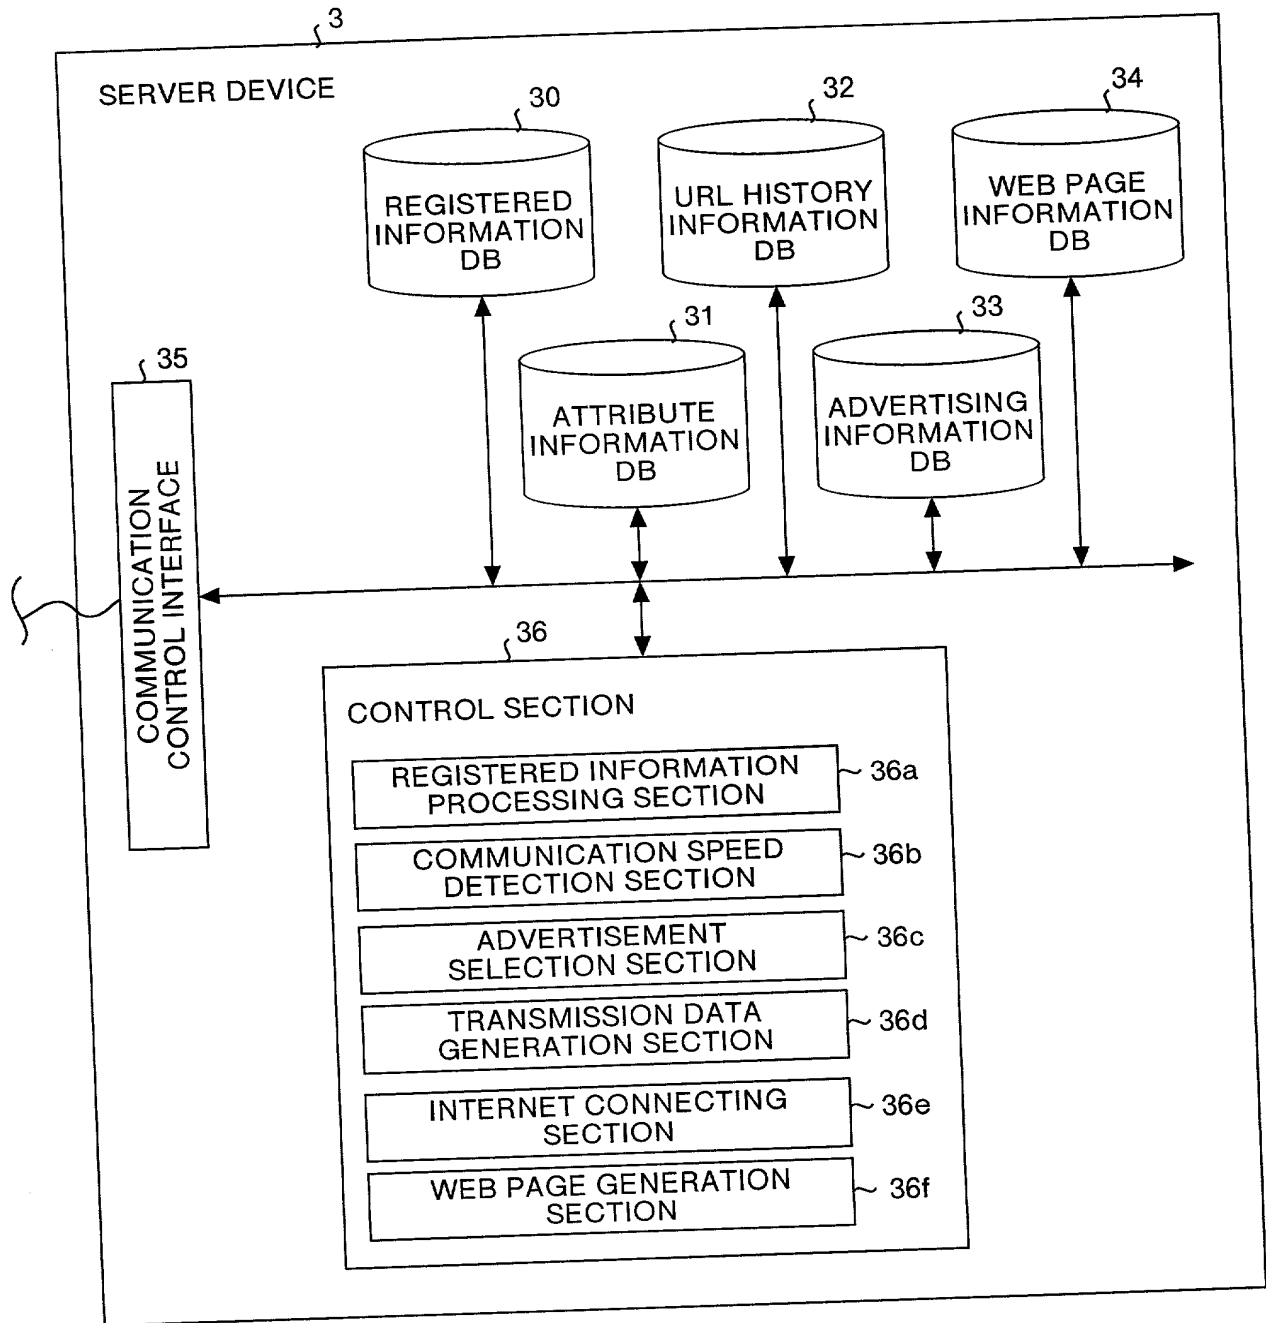 3
SERVER DEVICE
30
REGISTERED
INFORMATION
DB
32
URL HISTORY
INFORMATION
DB
34
WEB PAGE
INFORMATION
DB
31
ATTRIBUTE
INFORMATION
DB
33
ADVERTISING
INFORMATION
DB
35
COMMUNICATION
CONTROL INTERFACE
36
CONTROL SECTION
REGISTERED INFORMATION
PROCESSING SECTION
36a
COMMUNICATION SPEED
DETECTION SECTION
36b
ADVERTISEMENT
SELECTION SECTION
36c
TRANSMISSION DATA
GENERATION SECTION
36d
INTERNET CONNECTING
SECTION
36e
WEB PAGE GENERATION
SECTION
36f